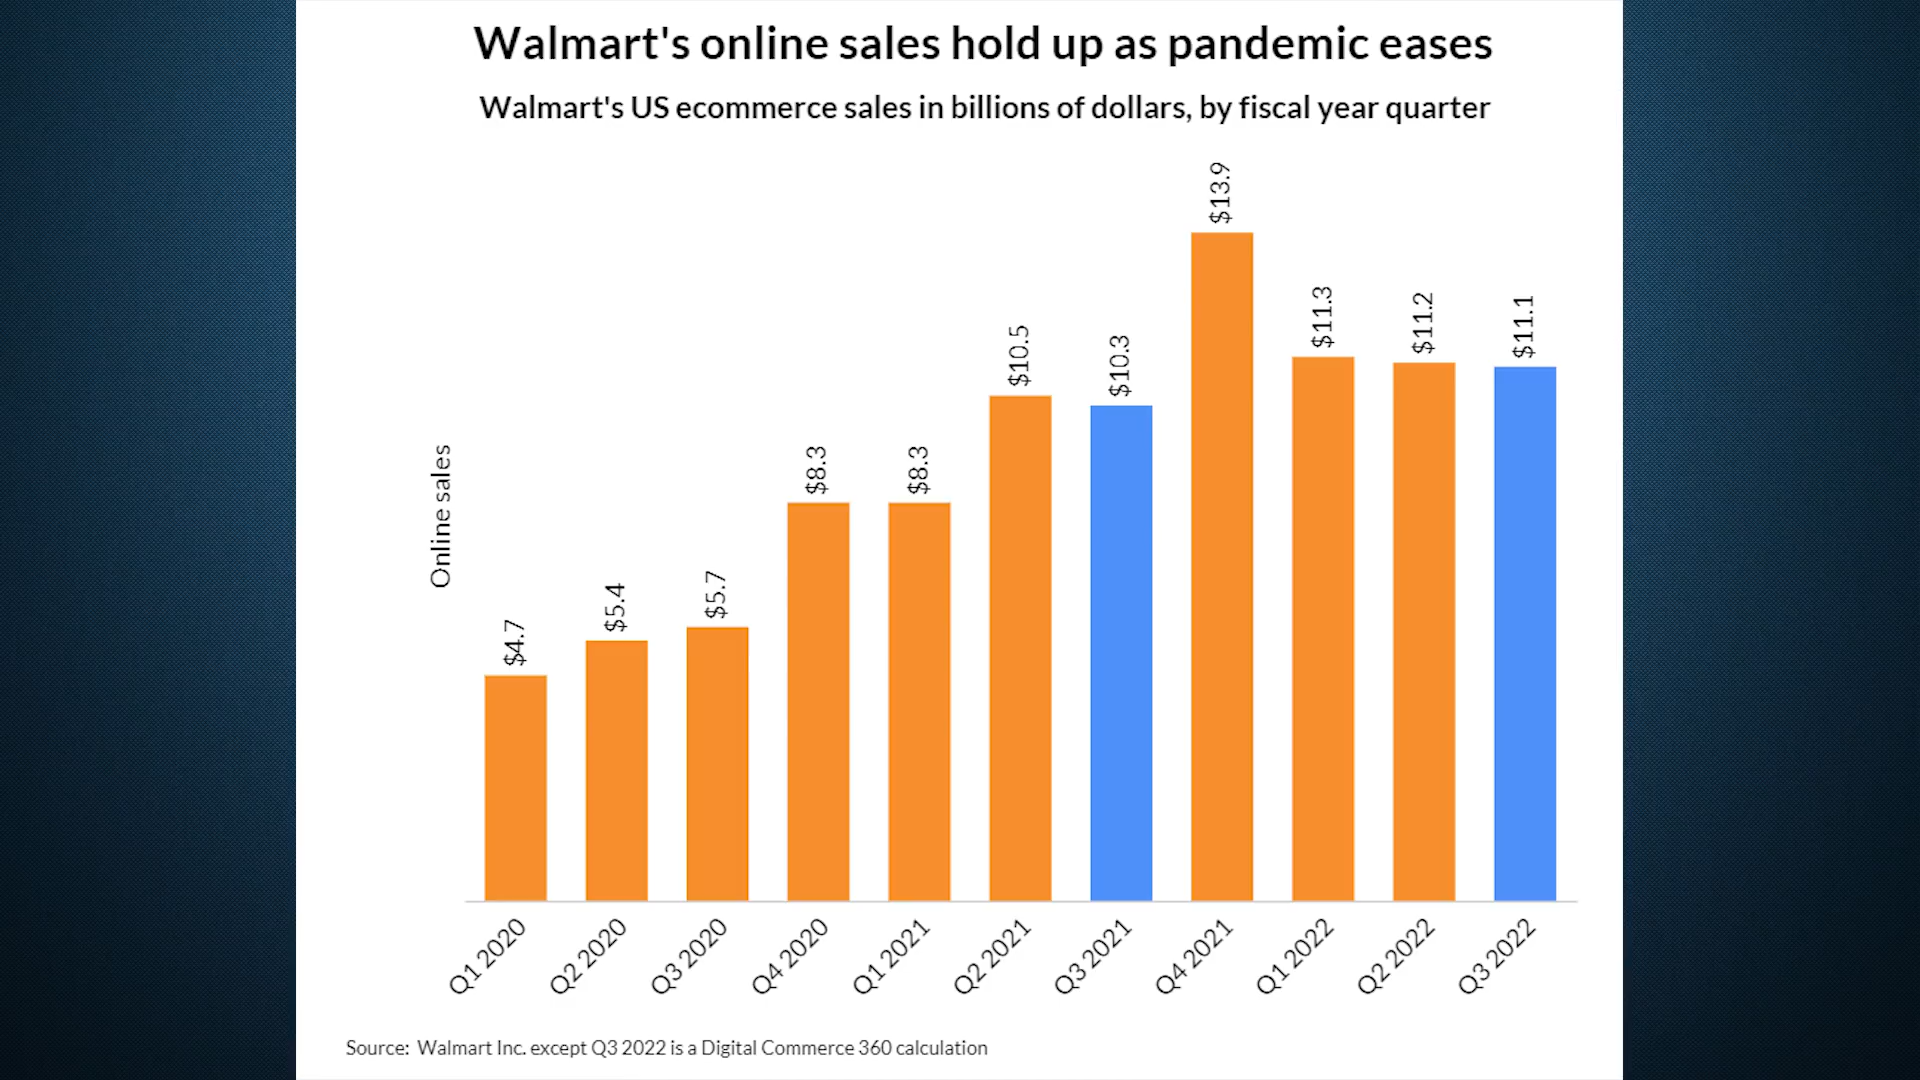 Walmart's online sales hold up as pandemic eases
Walmart's US ecommerce sales in billions of dollars, by fiscal year quarter
Online sales
$4.7
$5.4
$5.7
$8.3
$8.3
$10.5
$10.3
$13.9
$11.3
$11.2
$11.1
Q1 2020
Q2 2020
Q3 2020
Q4 2020
Q1 2021
Q2 2021
Q3 2021
Q4 2021
Q1 2022
Q2 2022
Q3 2022
Source: Walmart Inc. except Q3 2022 is a Digital Commerce 360 calculation